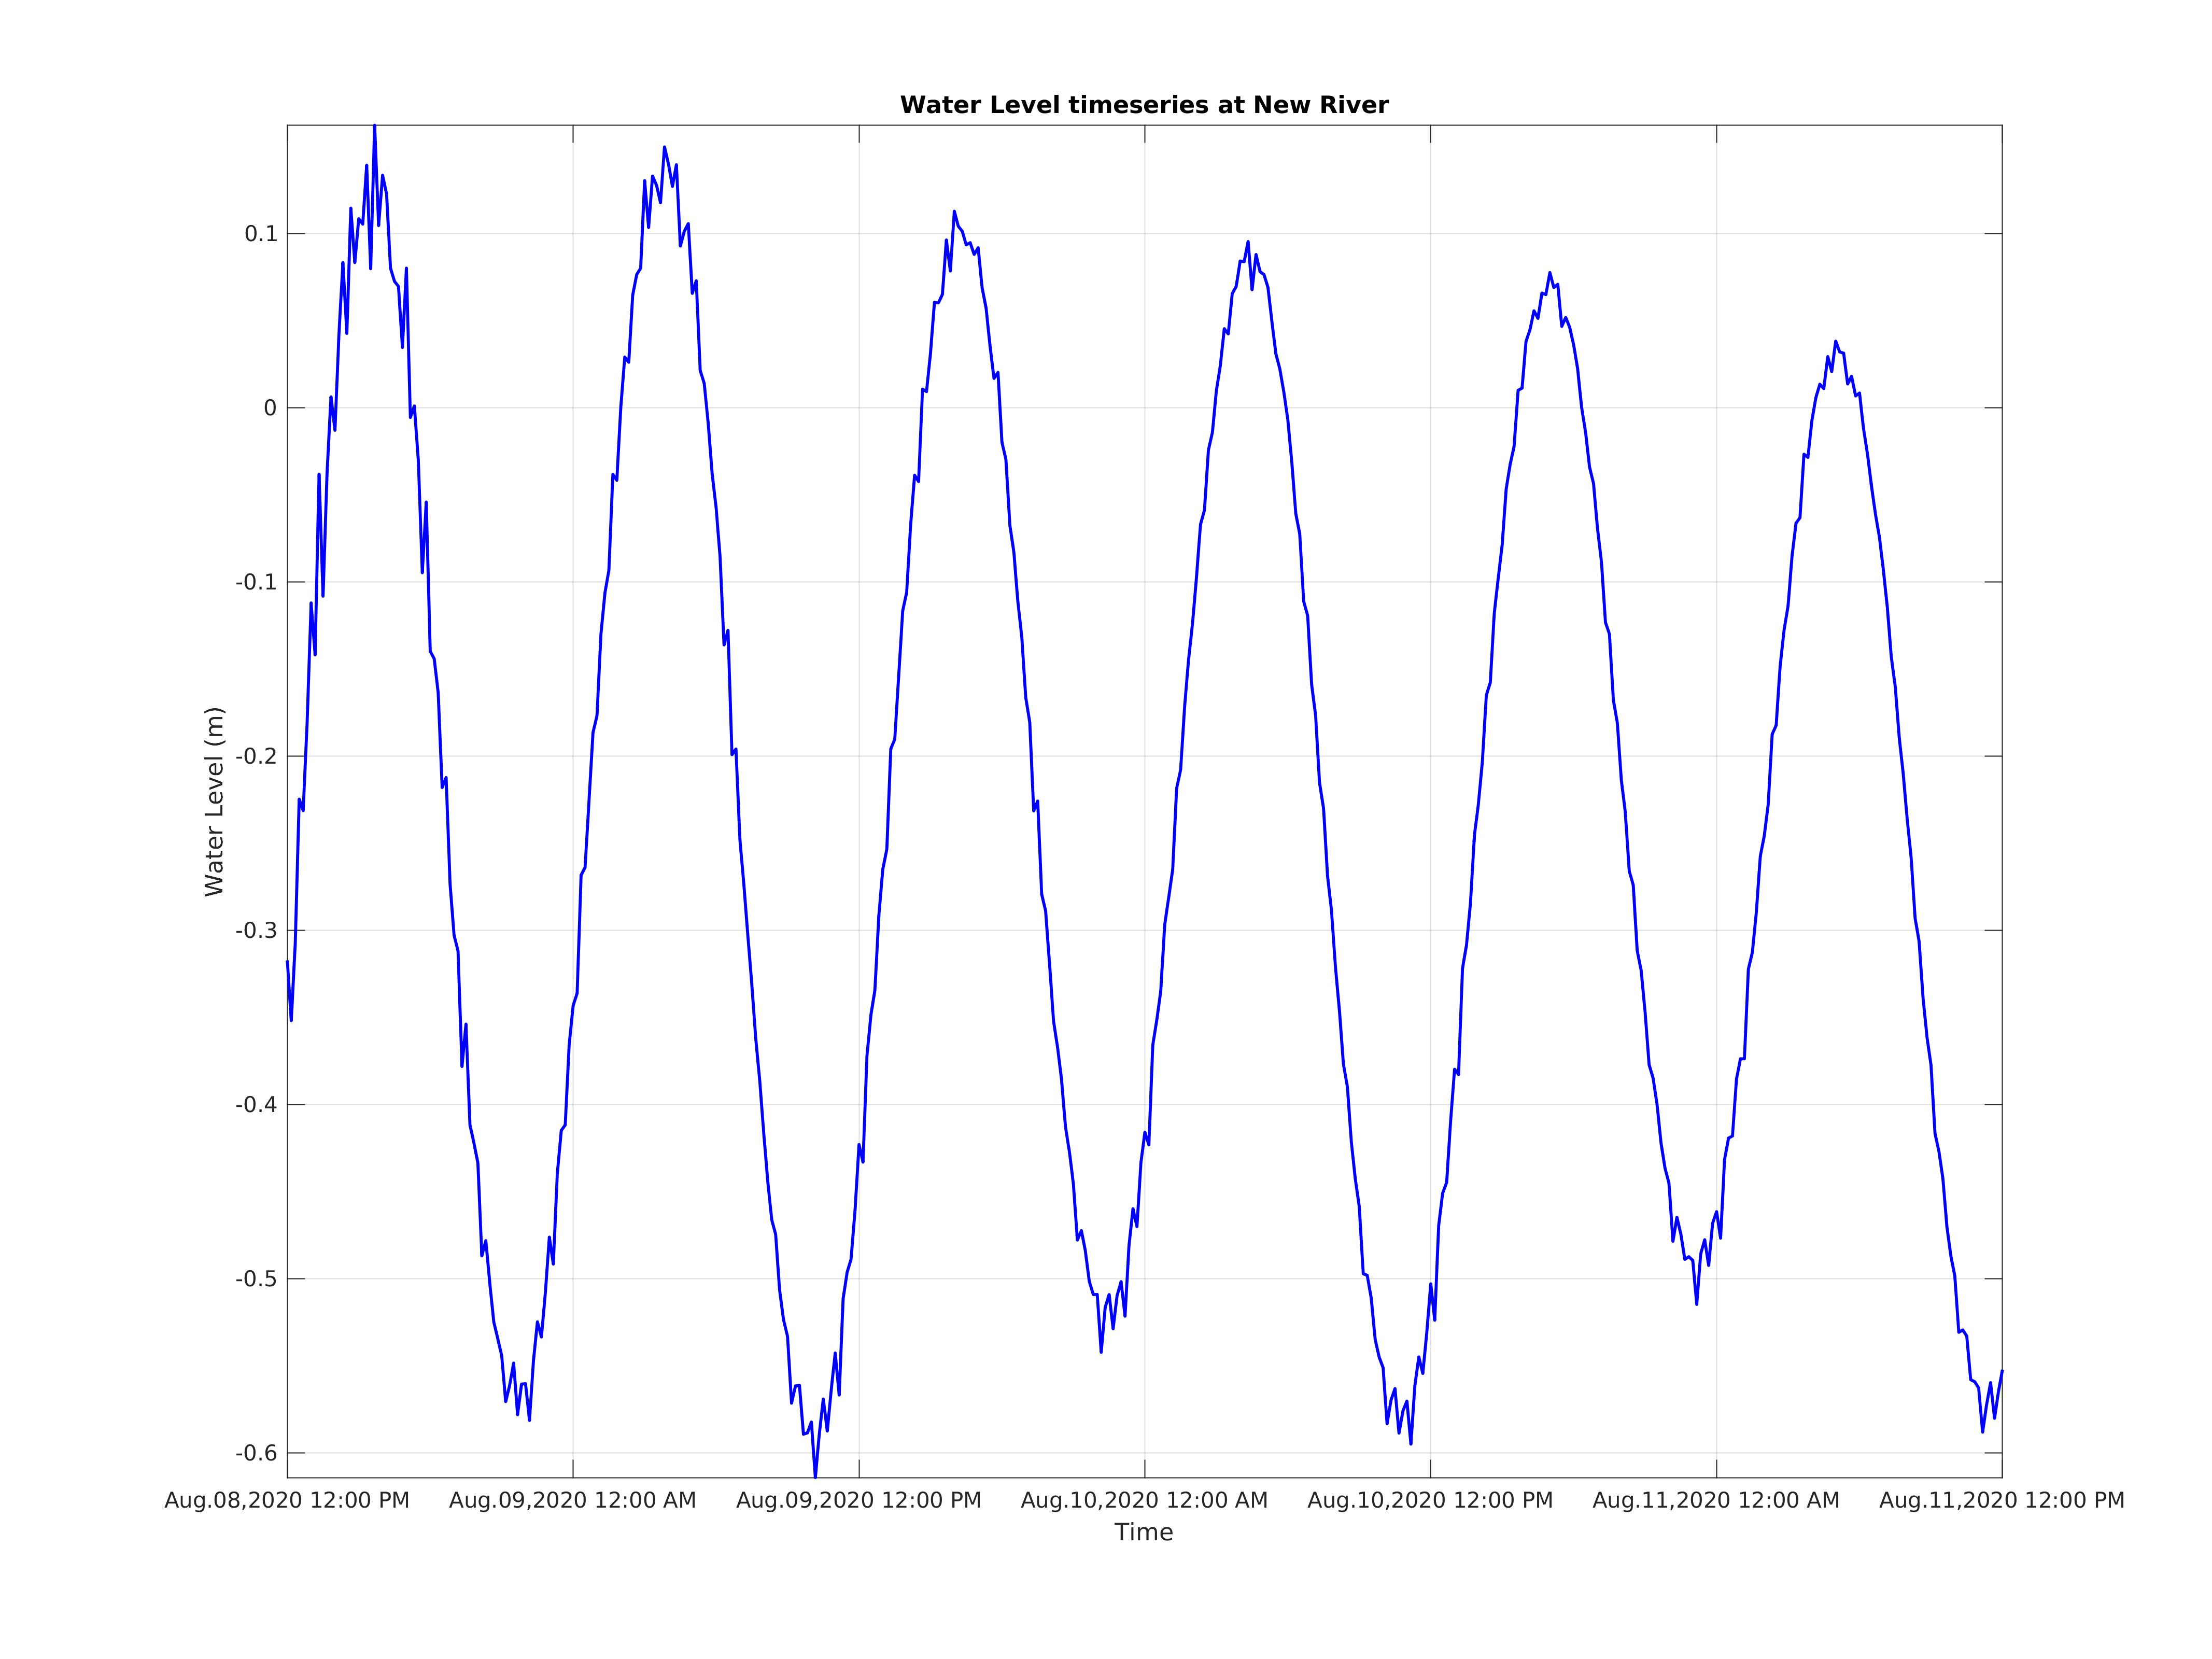 Water Level timeseries at New River
Water Level (m)
0.1
0
-0.1
-0.2
-0.3
-0.4
-0.5
-0.6
Aug.08,2020 12:00 PM
Aug.09,2020 12:00 AM
Aug.09,2020 12:00 PM
Aug.10,2020 12:00 AM
Aug.10,2020 12:00 PM
Aug.11,2020 12:00 AM
Aug.11,2020 12:00 PM
Time